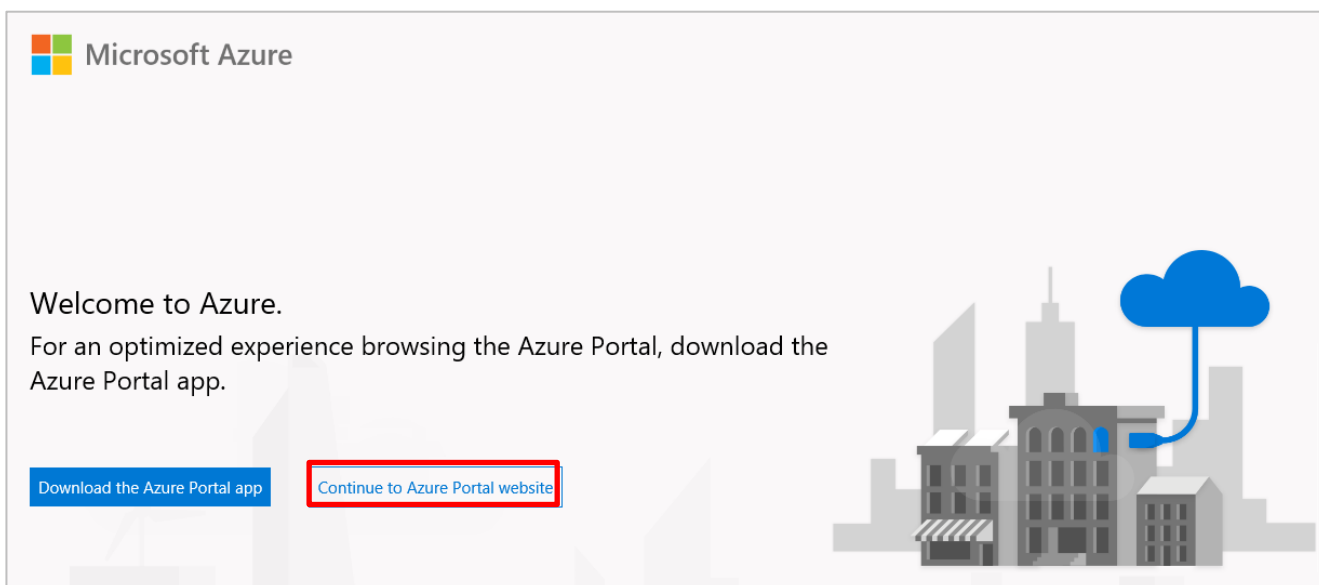 Microsoft Azure
Welcome to Azure.
For an optimized experience browsing the Azure Portal, download the
Azure Portal app.
Download the Azure Portal app
Continue to Azure Portal website